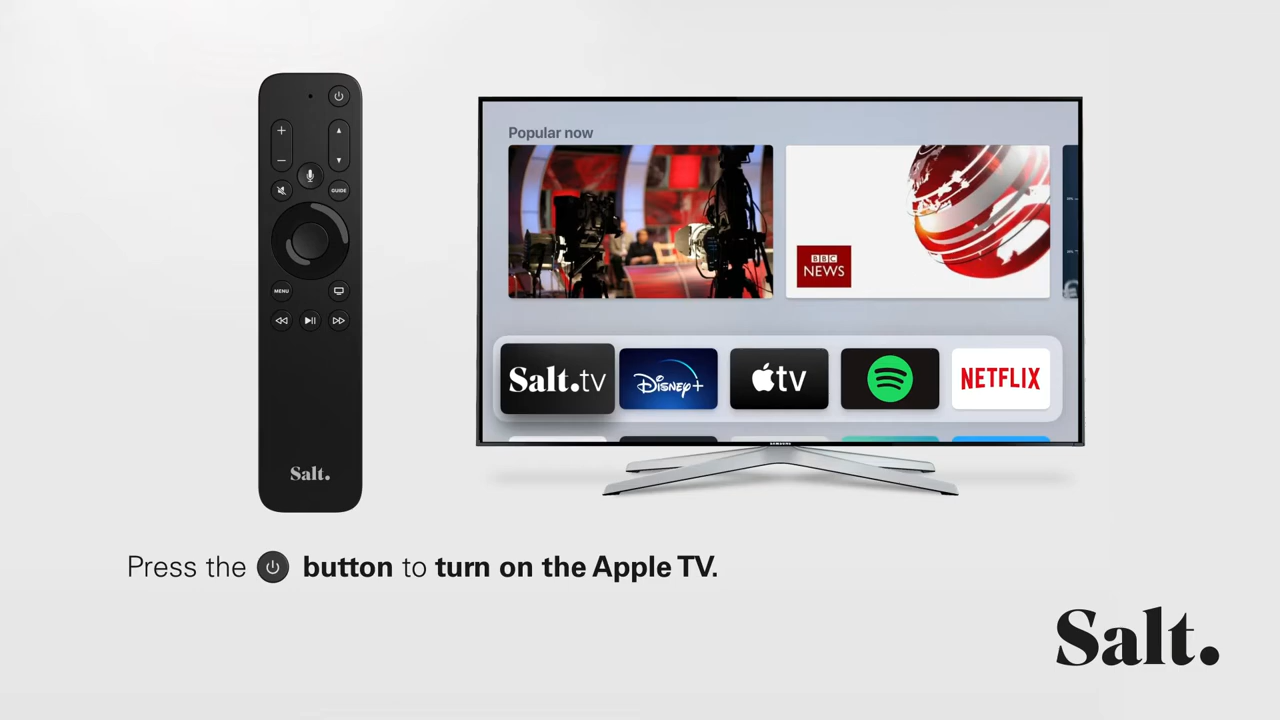 Popular now
BBC
NEWS
GUIDE
MENU
Salt.tv
Disney+
tv
NETFLIX
SAMSUNG
Salt.
Press the button to turn on the Apple TV.
Salt.